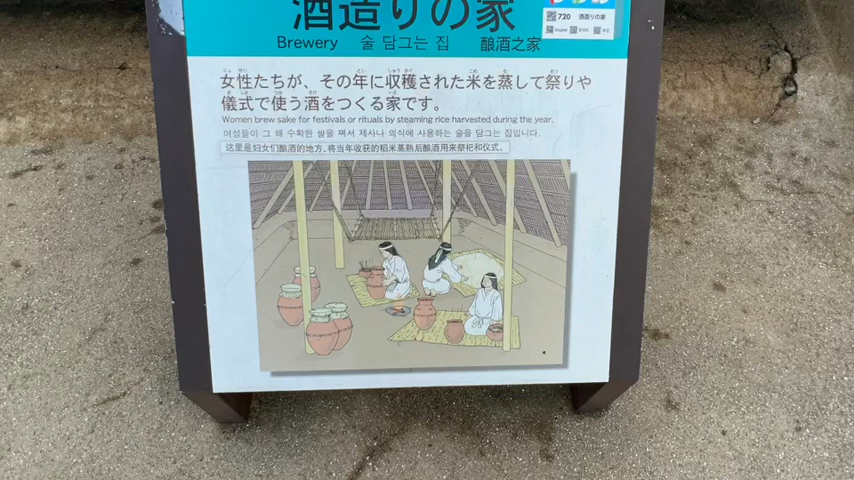 酒造りの家
720 酒造りの家
English 한국어 中文
Brewery 술 담그는 집 酿酒之家
女性たちが、その年に収穫された米を蒸して祭りや
儀式で使う酒をつくる家です。
Women brew sake for festivals or rituals by steaming rice harvested during the year.
여성들이 그 해 수확한 쌀을 쪄서 제사나 의식에 사용하는 술을 담그는 집입니다.
这里是妇女们酿酒的地方，将当年收获的稻米蒸熟后酿酒用来祭祀和仪式。